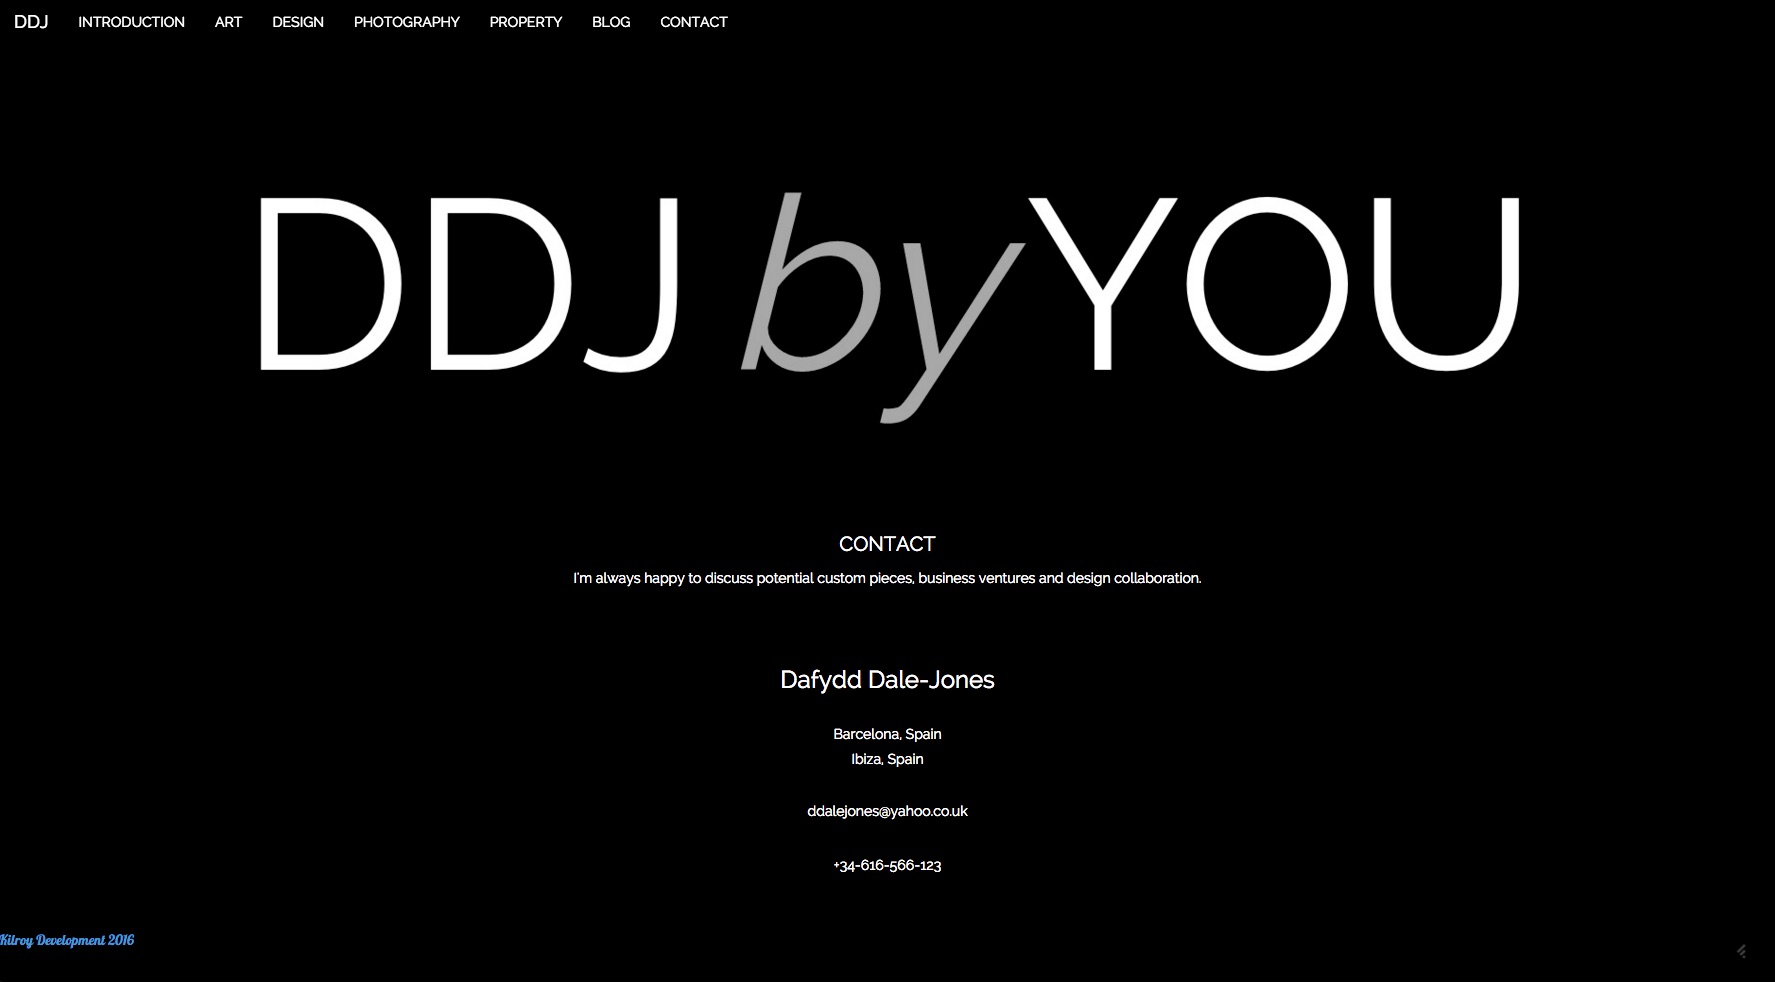 DDJ INTRODUCTION ART DESIGN PHOTOGRAPHY PROPERTY BLOG CONTACT
DDJ by YOU
CONTACT
I'm always happy to discuss potential custom pieces, business ventures and design collaboration.
Dafydd Dale-Jones
Barcelona, Spain
Ibiza, Spain
ddalejones@yahoo.co.uk
+34-616-566-123
Kilroy Development 2016